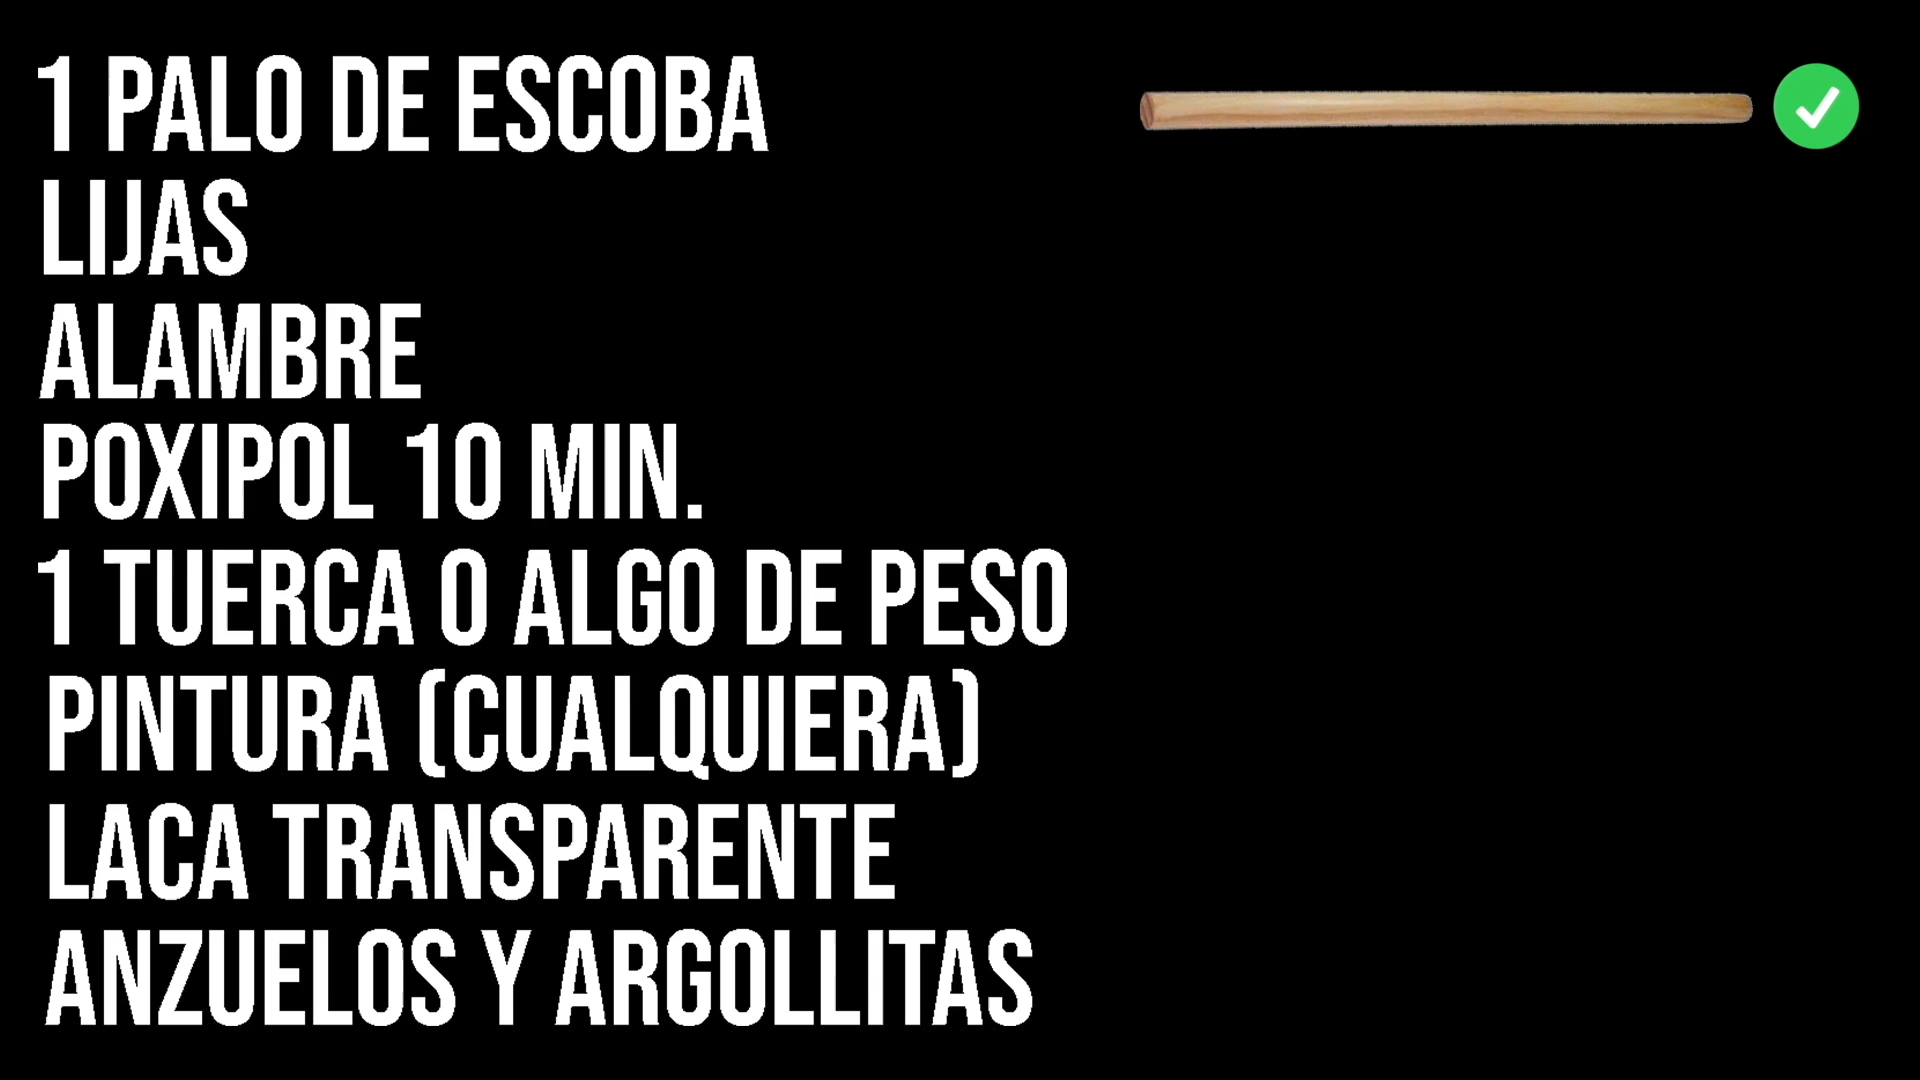 1 PALO DE ESCOBA
LIJAS
ALAMBRE
POXIPOL 10 MIN.
1 TUERCA O ALGO DE PESO
PINTURA (CUALQUIERA)
LACA TRANSPARENTE
ANZUELOS Y ARGOLLITAS